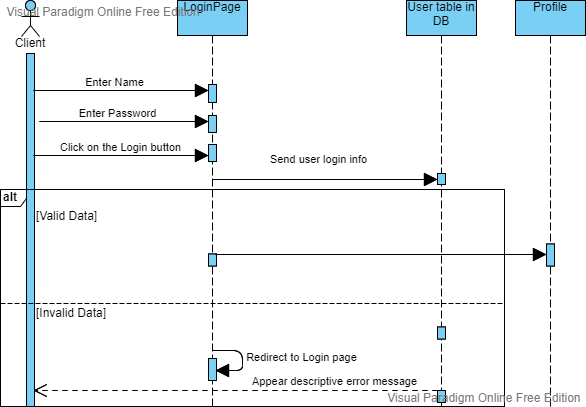 Visual Paradigm Online Free Edition
LoginPage
User table in
DB
Profile
Client
Enter Name
Enter Password
Click on the Login button
Send user login info
alt
[Valid Data]
[Invalid Data]
Redirect to Login page
Appear descriptive error message
Visual Paradigm Online Free Edition